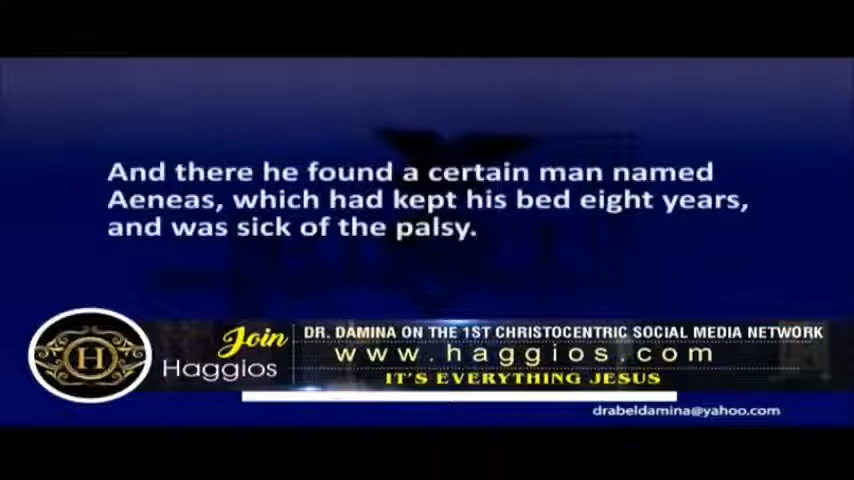 And there he found a certain man named
Aeneas, which had kept his bed eight years,
and was sick of the palsy.
H
Join
Haggios
DR. DAMINA ON THE 1ST CHRISTOCENTRIC SOCIAL MEDIA NETWORK
www.haggios.com
IT'S EVERYTHING JESUS
drabeldamina@yahoo.com